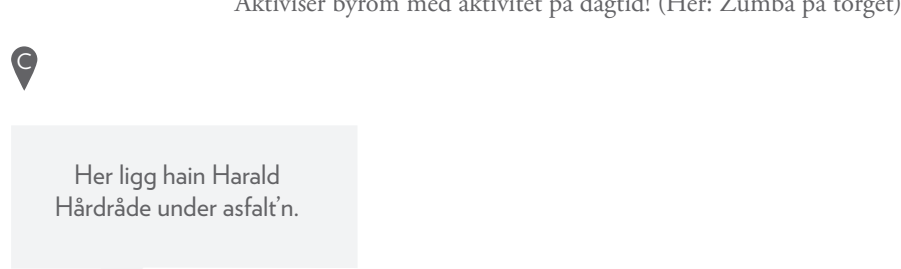 Aktiviser byrom med aktivitet på dagtid! (Her: Zumba på torget)
C
Her ligg hain Harald
Hårdråde under asfalt’n.